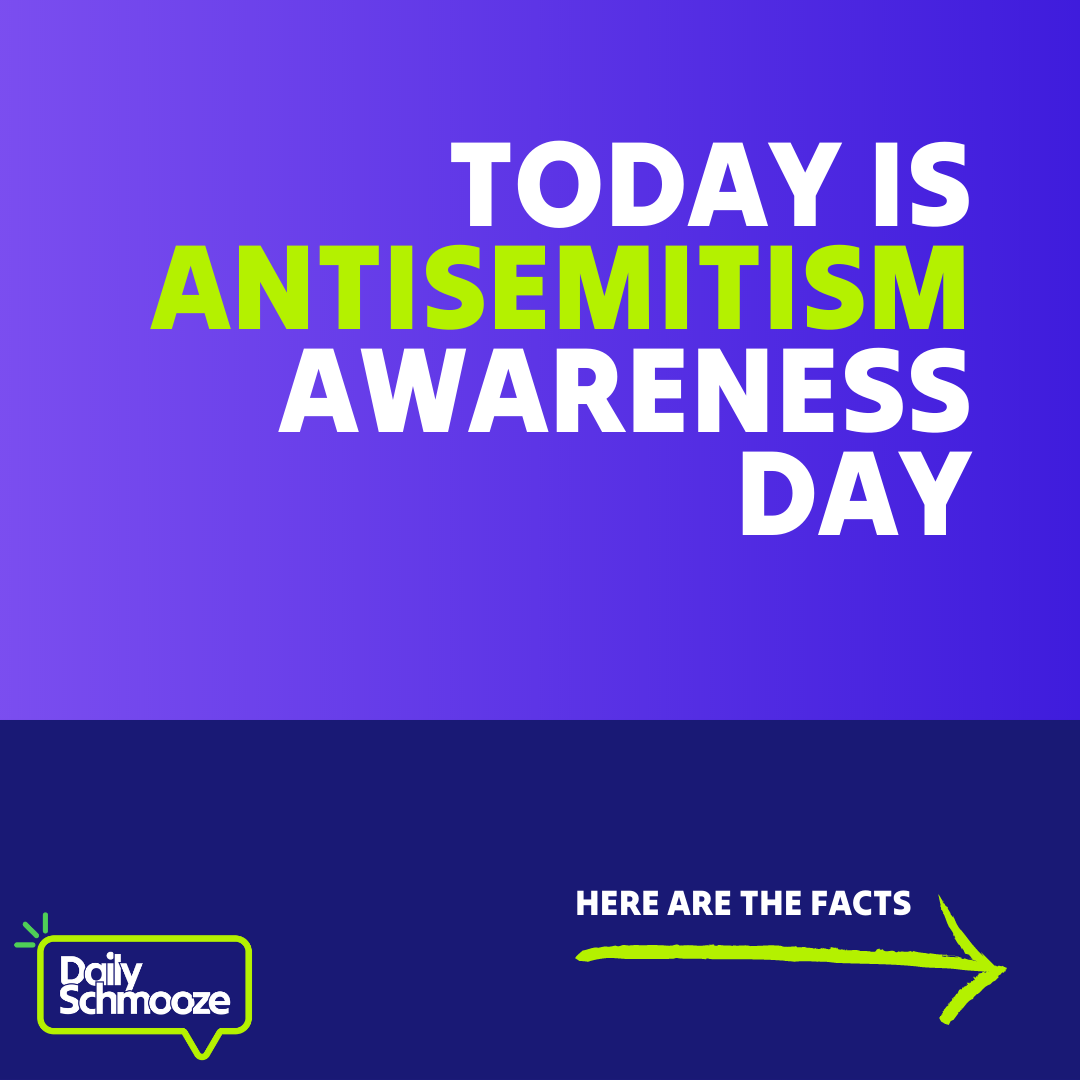 TODAY IS
ANTISEMITISM
AWARENESS
DAY
HERE ARE THE FACTS
Daily
Schmooze